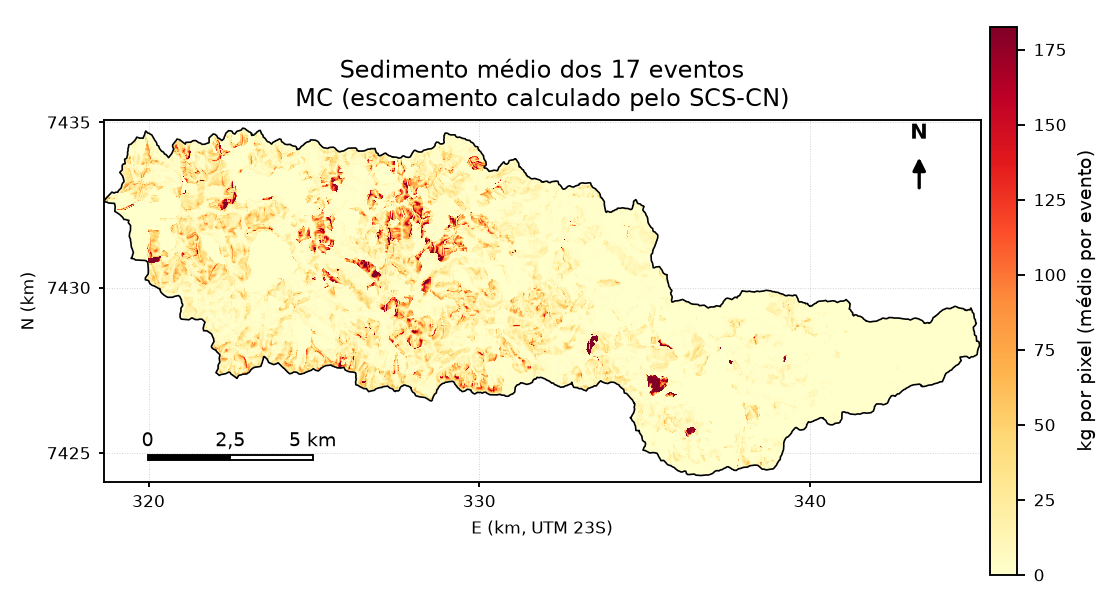 Sedimento médio dos 17 eventos
MC (escoamento calculado pelo SCS-CN)
N
7435
7430
7425
N (km)
0 2,5 5 km
320 330 340
E (km, UTM 23S)
175
150
125
100
75
50
25
0
kg por pixel (médio por evento)